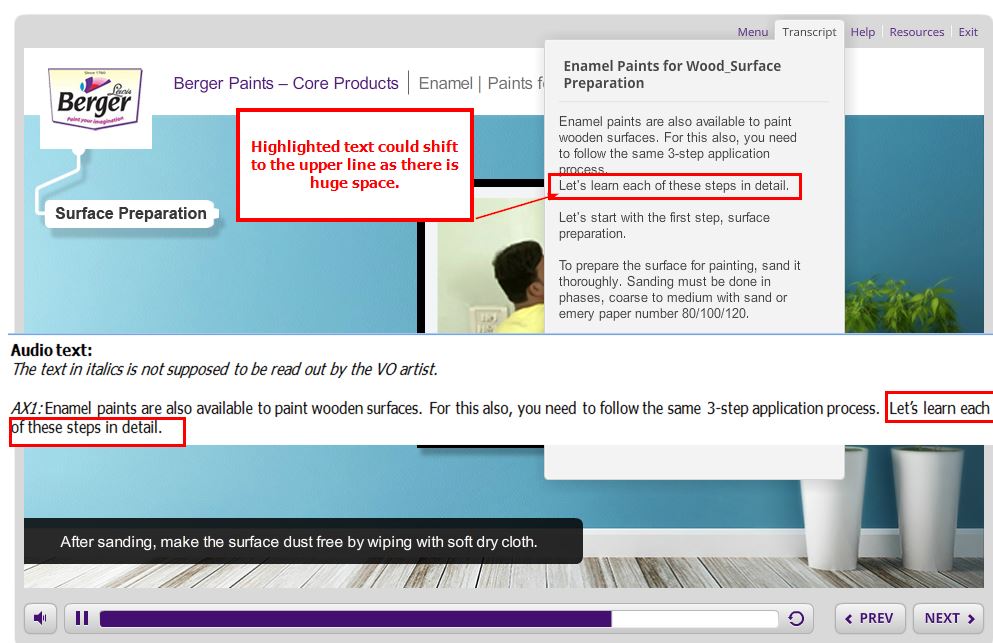 Menu Transcript Help Resources Exit
Since 1760
Lewis
Berger
Paint your imagination
Berger Paints – Core Products Enamel | Paints fo
Enamel Paints for Wood_Surface
Preparation
Highlighted text could shift
to the upper line as there is
huge space.
Enamel paints are also available to paint
wooden surfaces. For this also, you need
to follow the same 3-step application
process.
Let's learn each of these steps in detail.
Let's start with the first step, surface
preparation.
To prepare the surface for painting, sand it
thoroughly. Sanding must be done in
phases, coarse to medium with sand or
emery paper number 80/100/120.
Surface Preparation
Audio text:
The text in italics is not supposed to be read out by the VO artist.
AX1: Enamel paints are also available to paint wooden surfaces. For this also, you need to follow the same 3-step application process. Let's learn each
of these steps in detail.
After sanding, make the surface dust free by wiping with soft dry cloth.
PREV NEXT